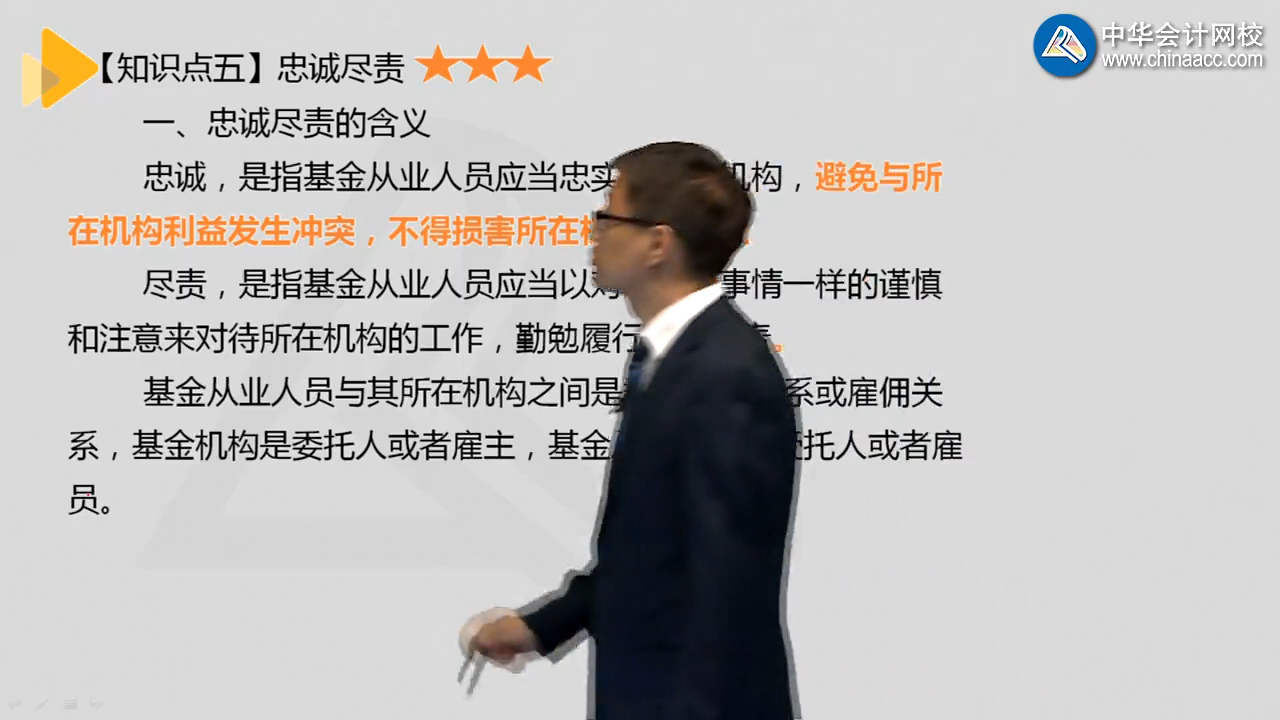 中华会计网校
www.chinaacc.com
【知识点五】忠诚尽责★★★
一、忠诚尽责的含义
忠诚，是指基金从业人员应当忠实 机构，避免与所
在机构利益发生冲突，不得损害所在
尽责，是指基金从业人员应当以对 事情一样的谨慎
和注意来对待所在机构的工作，勤勉履行 。
基金从业人员与其所在机构之间是 系或雇佣关
系，基金机构是委托人或者雇主，基金 受托人或者雇
员。